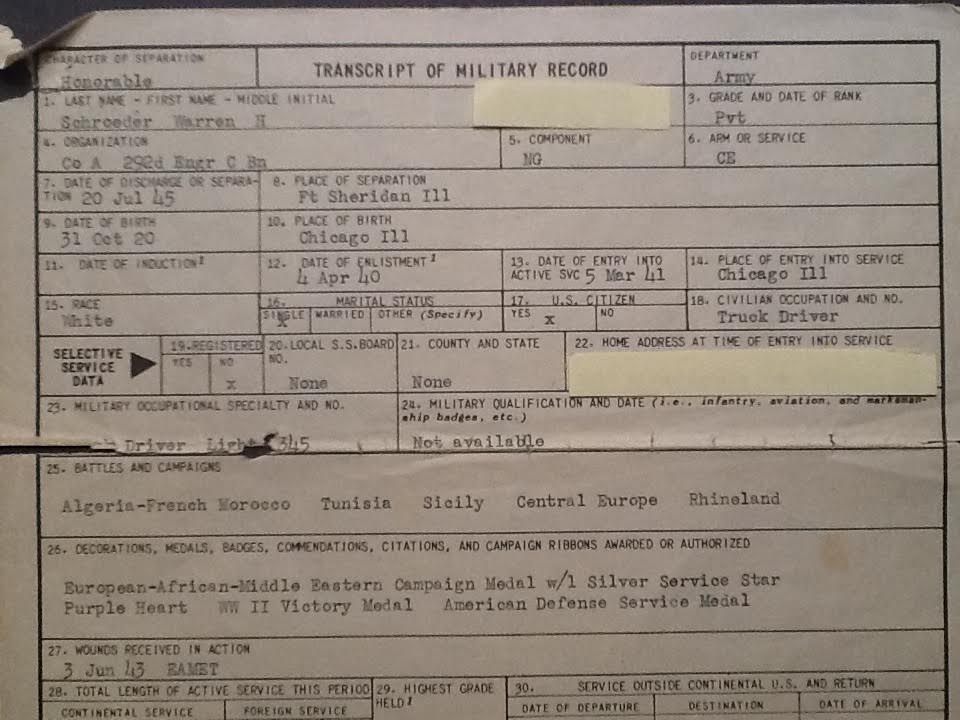 CHARACTER OF SEPARATION
Honorable
TRANSCRIPT OF MILITARY RECORD
DEPARTMENT
Army
1. LAST NAME - FIRST NAME - MIDDLE INITIAL
Schroeder Warren H
3. GRADE AND DATE OF RANK
Pvt
4. ORGANIZATION
Co A 292d Engr C Bn
5. COMPONENT
NG
6. ARM OR SERVICE
CE
7. DATE OF DISCHARGE OR SEPARA-
TION 20 Jul 45
8. PLACE OF SEPARATION
Ft Sheridan Ill
9. DATE OF BIRTH
31 Oct 20
10. PLACE OF BIRTH
Chicago Ill
11. DATE OF INDUCTION
12. DATE OF ENLISTMENT 1
4 Apr 40
13. DATE OF ENTRY INTO
ACTIVE SVC 5 Mar 41
14. PLACE OF ENTRY INTO SERVICE
Chicago Ill
15. RACE
White
16. MARITAL STATUS
SINGLE MARRIED OTHER (Specify)
X
17. U.S. CITIZEN
YES x NO
18. CIVILIAN OCCUPATION AND NO.
Truck Driver
SELECTIVE
SERVICE
DATA
19.REGISTERED
YES NO
x
20.LOCAL S.S.BOARD
NO.
None
21. COUNTY AND STATE
None
22. HOME ADDRESS AT TIME OF ENTRY INTO SERVICE
23. MILITARY OCCUPATIONAL SPECIALTY AND NO.
Driver Light 345
24. MILITARY QUALIFICATION AND DATE (i.e., infantry, aviation, and marksman-
ship badges, etc.)
Not available
25. BATTLES AND CAMPAIGNS
Algeria-French Morocco Tunisia Sicily Central Europe Rhineland
26. DECORATIONS, MEDALS, BADGES, COMMENDATIONS, CITATIONS, AND CAMPAIGN RIBBONS AWARDED OR AUTHORIZED
European-African-Middle Eastern Campaign Medal w/1 Silver Service Star
Purple Heart WW II Victory Medal American Defense Service Medal
27. WOUNDS RECEIVED IN ACTION
3 Jun 43 EAMET
28. TOTAL LENGTH OF ACTIVE SERVICE THIS PERIOD
CONTINENTAL SERVICE FOREIGN SERVICE
29. HIGHEST GRADE
HELD
30. SERVICE OUTSIDE CONTINENTAL U.S. AND RETURN
DATE OF DEPARTURE DESTINATION DATE OF ARRIVAL